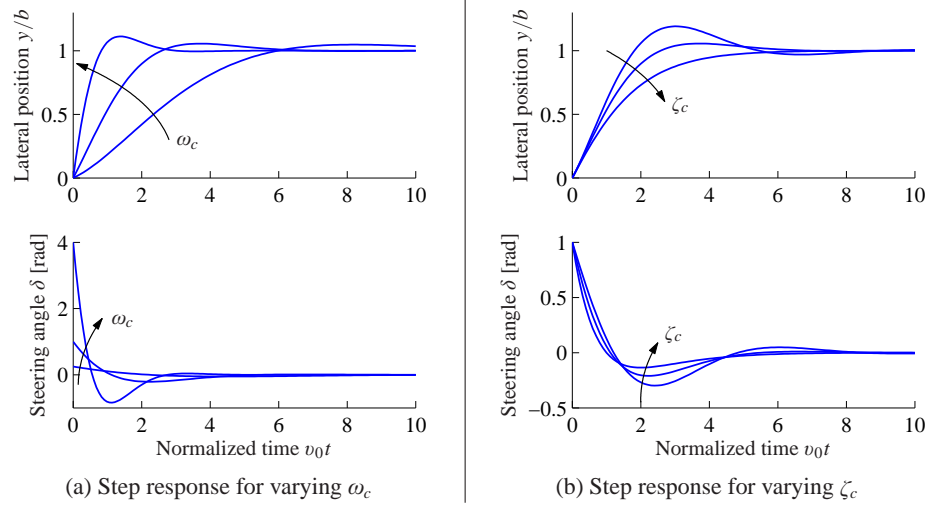 Lateral position y/b
1
0.5
0
0 2 4 6 8 10
ω_c
Steering angle δ [rad]
4
2
0
0 2 4 6 8 10
ω_c
Normalized time v₀t
(a) Step response for varying ω_c
Lateral position y/b
1
0.5
0
0 2 4 6 8 10
ζ_c
Steering angle δ [rad]
1
0.5
0
−0.5
0 2 4 6 8 10
ζ_c
Normalized time v₀t
(b) Step response for varying ζ_c